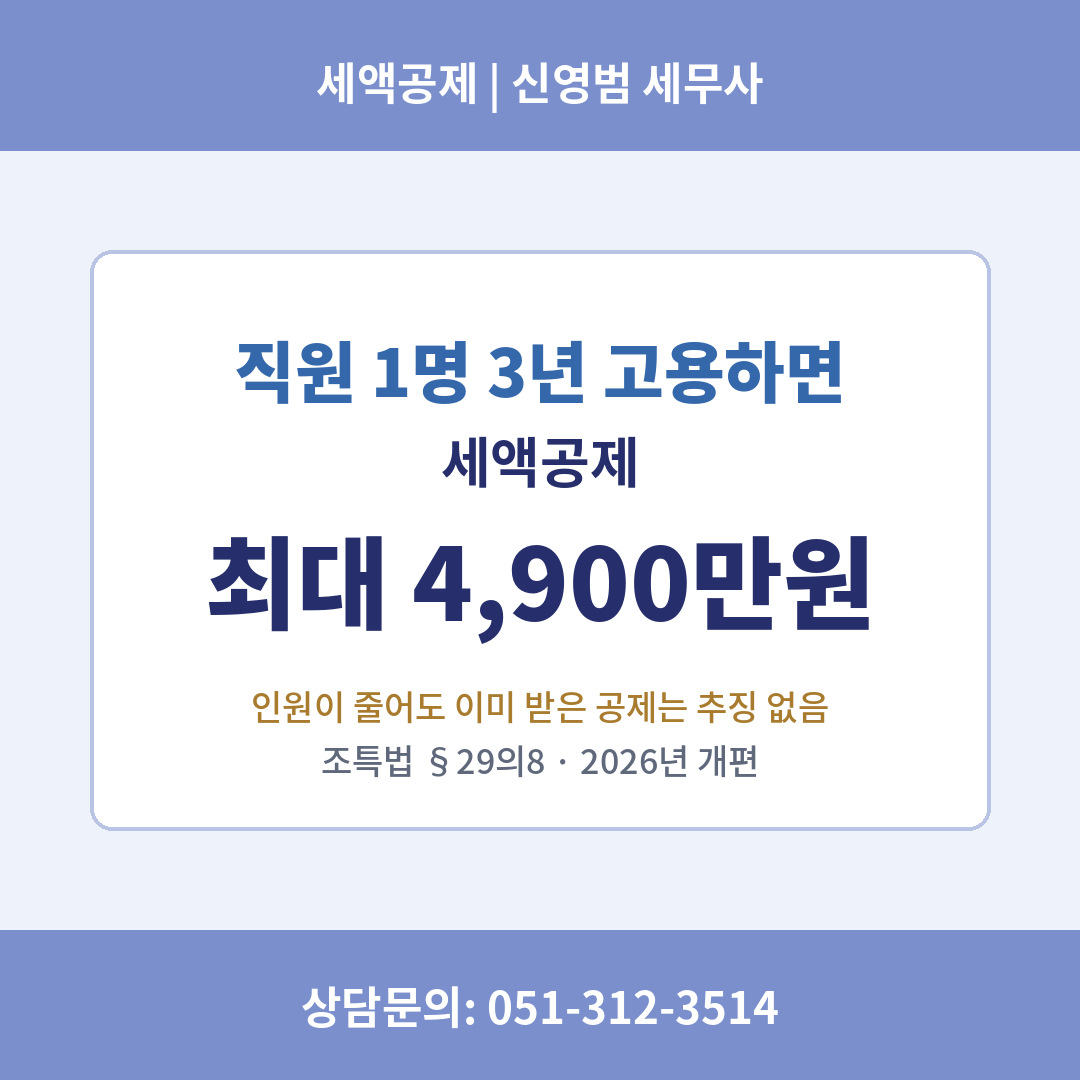 세액공제 | 신영범 세무사
직원 1명 3년 고용하면
세액공제
최대 4,900만원
인원이 줄어도 이미 받은 공제는 추징 없음
조특법 §29의8 · 2026년 개편
상담문의: 051-312-3514